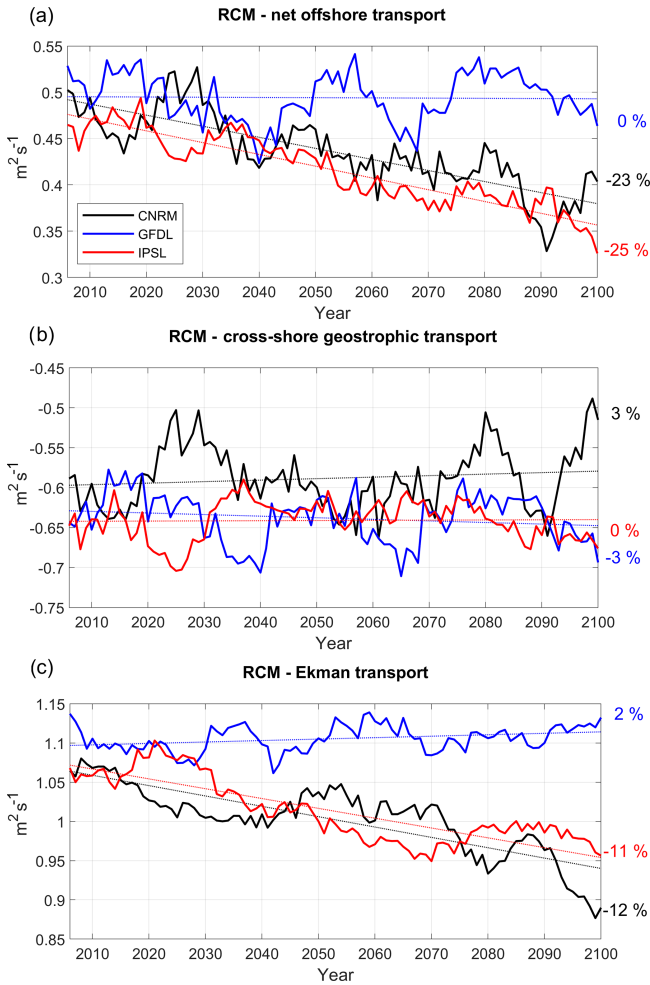 (a)
RCM - net offshore transport
0.55
0.5
0.45
0.4
0.35
0.3
m² s⁻¹
CNRM
GFDL
IPSL
0 %
-23 %
-25 %
2010 2020 2030 2040 2050 2060 2070 2080 2090 2100
Year
(b)
RCM - cross-shore geostrophic transport
-0.45
-0.5
-0.55
-0.6
-0.65
-0.7
-0.75
m² s⁻¹
3 %
0 %
-3 %
2010 2020 2030 2040 2050 2060 2070 2080 2090 2100
Year
(c)
RCM - Ekman transport
1.15
1.1
1.05
1
0.95
0.9
0.85
m² s⁻¹
2 %
-11 %
-12 %
2010 2020 2030 2040 2050 2060 2070 2080 2090 2100
Year